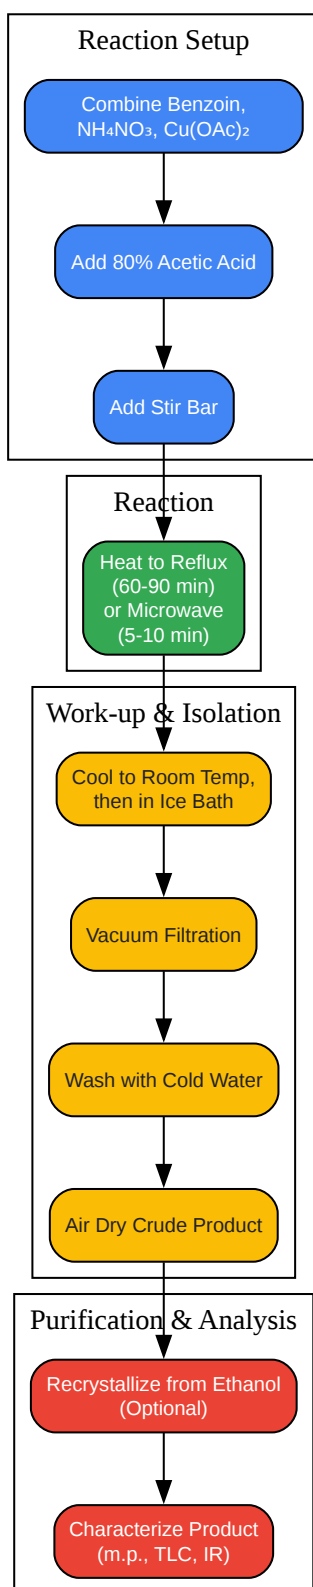 Reaction Setup
Combine Benzoin,
NH₄NO₃, Cu(OAc)₂
Add 80% Acetic Acid
Add Stir Bar
Reaction
Heat to Reflux
(60-90 min)
or Microwave
(5-10 min)
Work-up & Isolation
Cool to Room Temp,
then in Ice Bath
Vacuum Filtration
Wash with Cold Water
Air Dry Crude Product
Purification & Analysis
Recrystallize from Ethanol
(Optional)
Characterize Product
(m.p., TLC, IR)